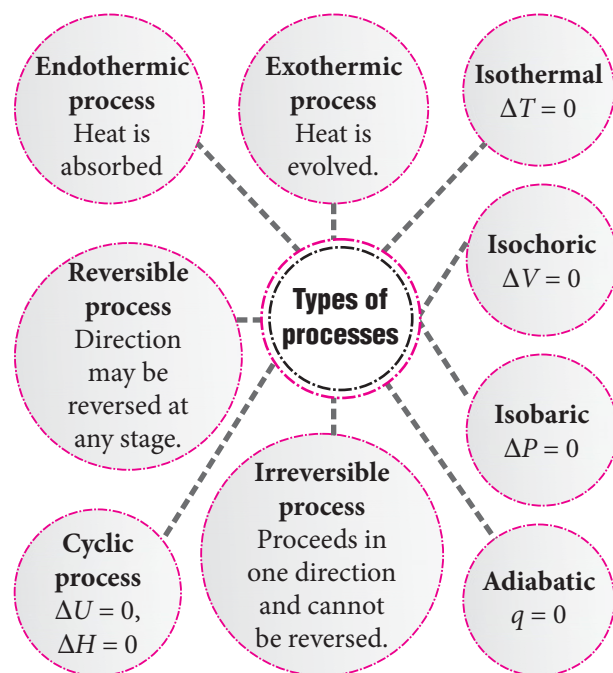 Endothermic
process
Heat is
absorbed
Exothermic
process
Heat is
evolved.
Isothermal
ΔT = 0
Isochoric
ΔV = 0
Reversible
process
Direction
may be
reversed at
any stage.
Types of
processes
Isobaric
ΔP = 0
Irreversible
process
Proceeds in
one direction
and cannot
be reversed.
Cyclic
process
ΔU = 0,
ΔH = 0
Adiabatic
q = 0